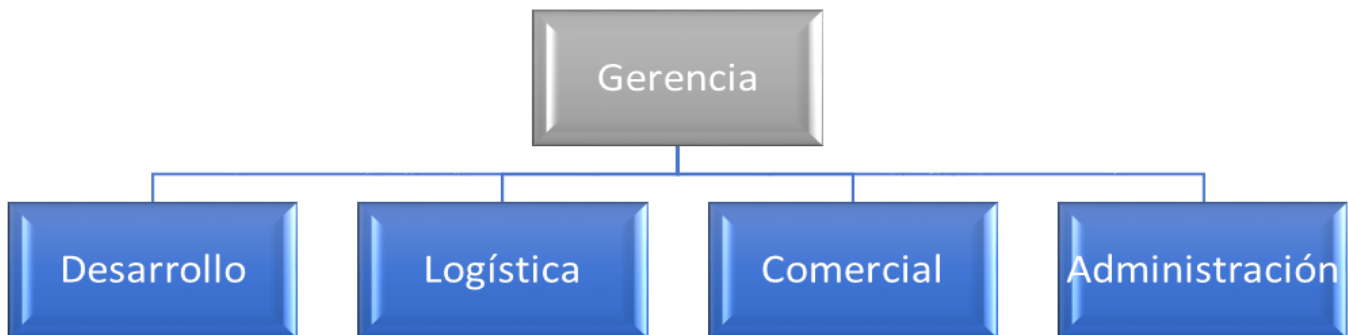 Gerencia
Desarrollo
Logística
Comercial
Administración